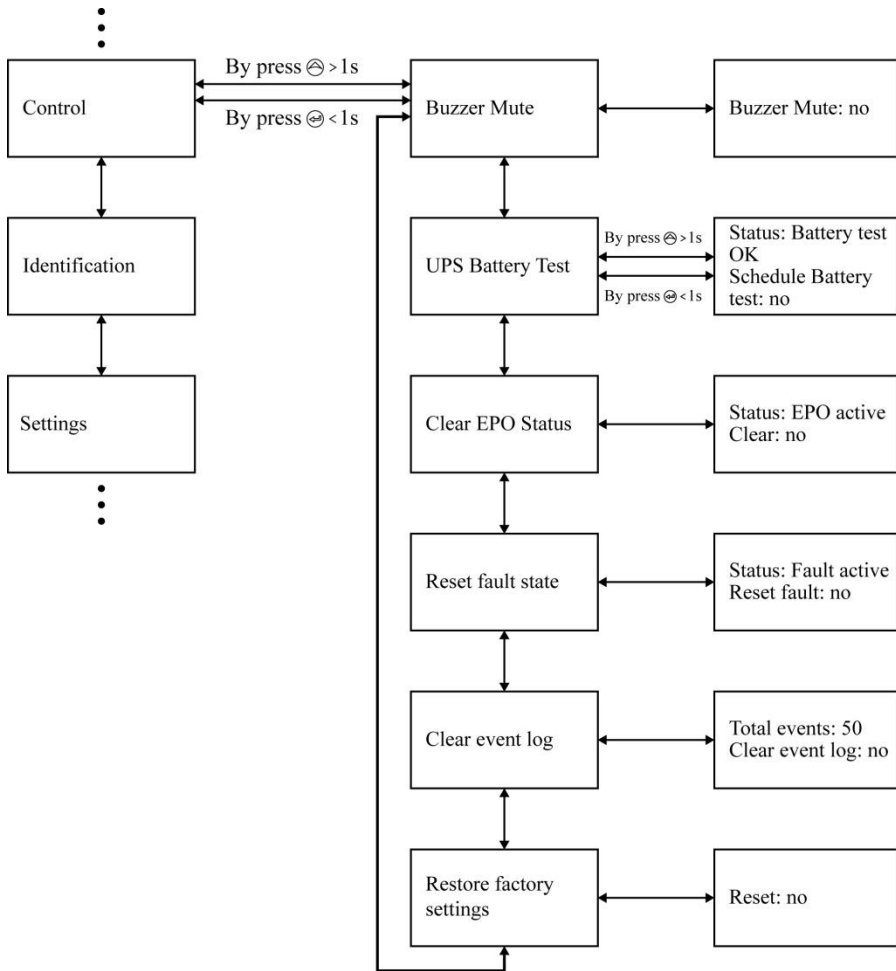 By press >1s
Control
Buzzer Mute
Buzzer Mute: no
By press <1s
Identification
UPS Battery Test
By press >1s
By press <1s
Status: Battery test
OK
Schedule Battery
test: no
Settings
Clear EPO Status
Status: EPO active
Clear: no
Reset fault state
Status: Fault active
Reset fault: no
Clear event log
Total events: 50
Clear event log: no
Restore factory
settings
Reset: no